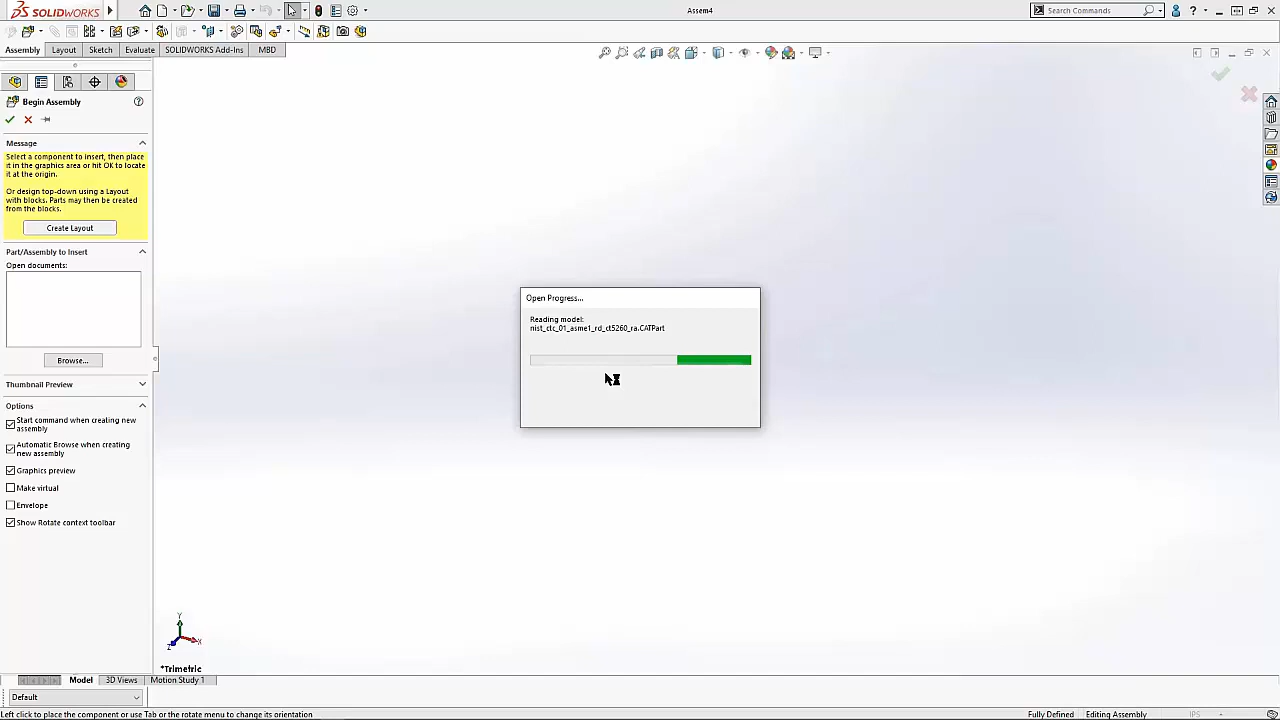 SOLIDWORKS
Assem4
Search Commands
Assembly
Layout
Sketch
Evaluate
SOLIDWORKS Add-Ins
MBD
Begin Assembly
Message
Select a component to insert, then place
it in the graphics area or hit OK to locate
it at the origin.
Or design top-down using a Layout
with blocks. Parts may then be created
from the blocks.
Create Layout
Part/Assembly to Insert
Open documents:
Browse...
Thumbnail Preview
Options
Start command when creating new
assembly
Automatic Browse when creating
new assembly
Graphics preview
Make virtual
Envelope
Show Rotate context toolbar
Open Progress...
Reading model:
nist_ctc_01_asme1_rd_ct5260_ra.CATPart
Y
X
Z
*Trimetric
Model
3D Views
Motion Study 1
Default
Left click to place the component or use Tab or the rotate menu to change its orientation
Fully Defined
Editing Assembly
IPS